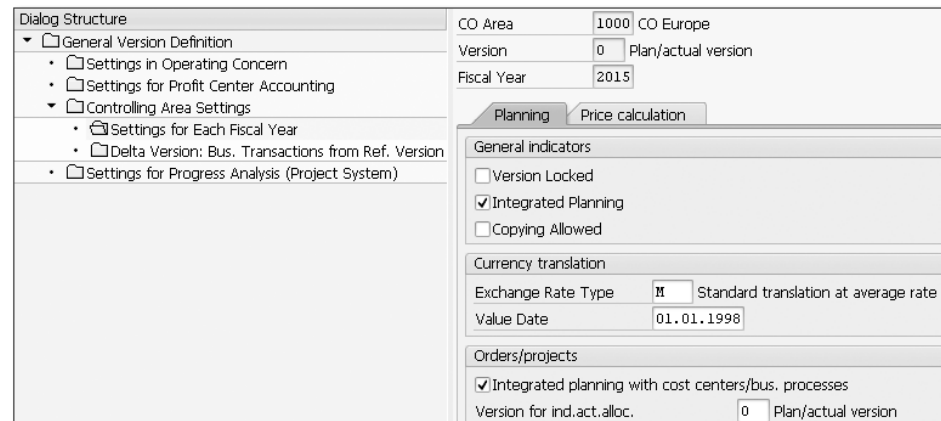 Dialog Structure
General Version Definition
Settings in Operating Concern
Settings for Profit Center Accounting
Controlling Area Settings
Settings for Each Fiscal Year
Delta Version: Bus. Transactions from Ref. Version
Settings for Progress Analysis (Project System)
CO Area 1000 CO Europe
Version 0 Plan/actual version
Fiscal Year 2015
Planning Price calculation
General indicators
Version Locked
Integrated Planning
Copying Allowed
Currency translation
Exchange Rate Type M Standard translation at average rate
Value Date 01.01.1998
Orders/projects
Integrated planning with cost centers/bus. processes
Version for ind.act.alloc. 0 Plan/actual version